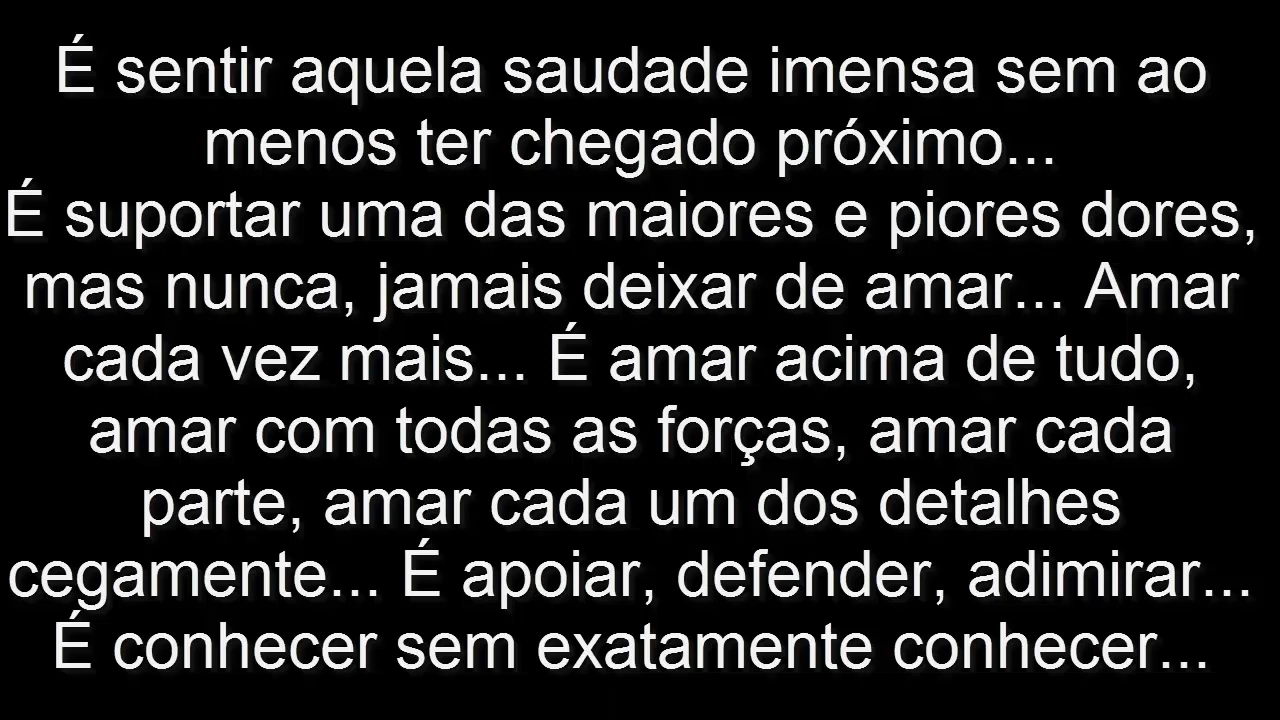 É sentir aquela saudade imensa sem ao
menos ter chegado próximo...
É suportar uma das maiores e piores dores,
mas nunca, jamais deixar de amar... Amar
cada vez mais... É amar acima de tudo,
amar com todas as forças, amar cada
parte, amar cada um dos detalhes
cegamente... É apoiar, defender, adimirar...
É conhecer sem exatamente conhecer...